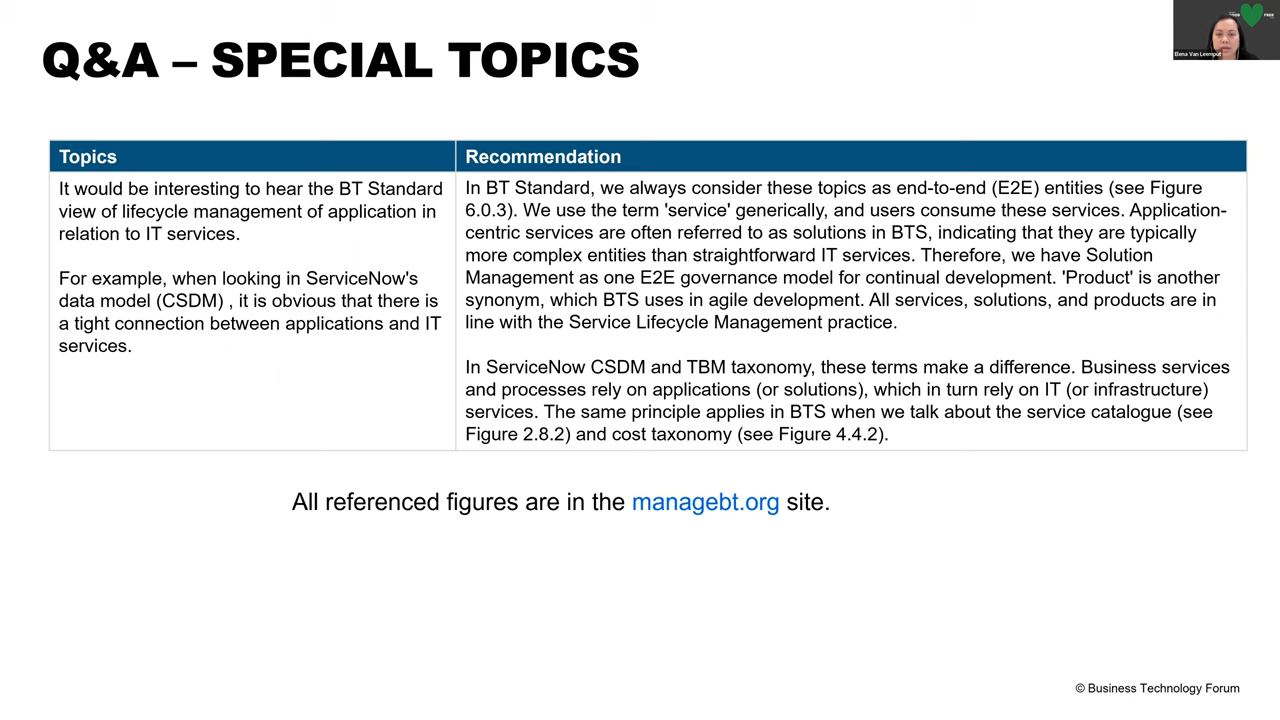 Q&A – SPECIAL TOPICS
Elena Van Leemput
Topics
Recommendation
It would be interesting to hear the BT Standard
view of lifecycle management of application in
relation to IT services.
For example, when looking in ServiceNow's
data model (CSDM) , it is obvious that there is
a tight connection between applications and IT
services.
In BT Standard, we always consider these topics as end-to-end (E2E) entities (see Figure
6.0.3). We use the term 'service' generically, and users consume these services. Application-
centric services are often referred to as solutions in BTS, indicating that they are typically
more complex entities than straightforward IT services. Therefore, we have Solution
Management as one E2E governance model for continual development. 'Product' is another
synonym, which BTS uses in agile development. All services, solutions, and products are in
line with the Service Lifecycle Management practice.
In ServiceNow CSDM and TBM taxonomy, these terms make a difference. Business services
and processes rely on applications (or solutions), which in turn rely on IT (or infrastructure)
services. The same principle applies in BTS when we talk about the service catalogue (see
Figure 2.8.2) and cost taxonomy (see Figure 4.4.2).
All referenced figures are in the managebt.org site.
© Business Technology Forum